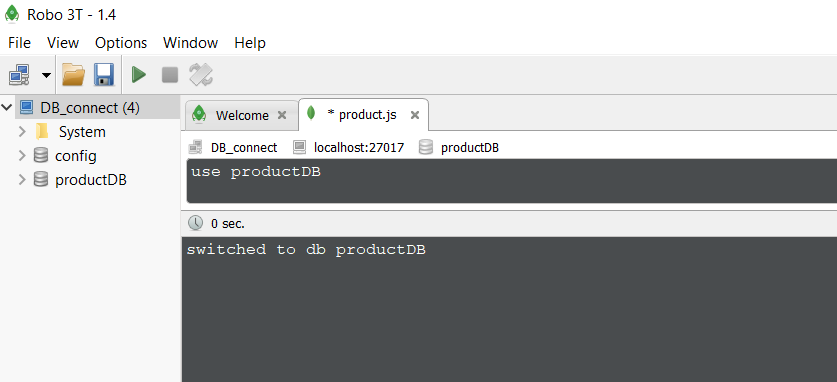 Robo 3T - 1.4
File View Options Window Help
DB_connect (4)
System
config
productDB
Welcome
* product.js
DB_connect localhost:27017 productDB
use productDB
0 sec.
switched to db productDB